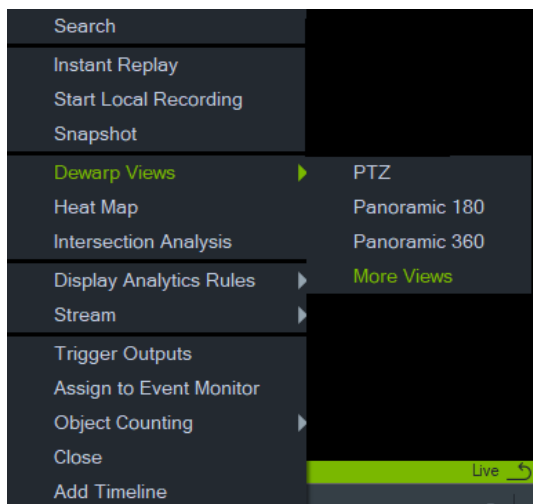 Search
Instant Replay
Start Local Recording
Snapshot
Dewarp Views
PTZ
Heat Map
Panoramic 180
Intersection Analysis
Panoramic 360
Display Analytics Rules
More Views
Stream
Trigger Outputs
Assign to Event Monitor
Object Counting
Close
Live
Add Timeline